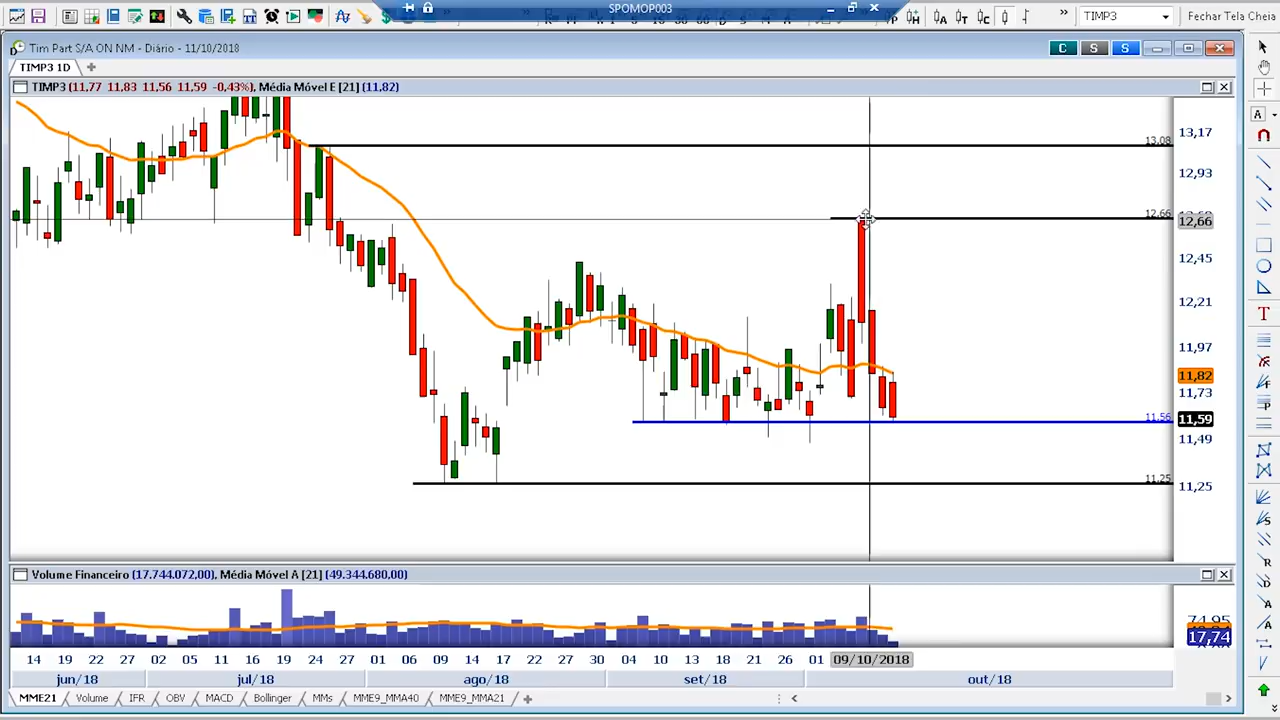 SPOMOP003
TIMP3
Fechar Tela Cheia
Tim Part S/A ON NM - Diário - 11/10/2018
C S S
TIMP3 1D
TIMP3 (11,77 11,83 11,56 11,59 -0,43%), Média Móvel E [21] (11,82)
13.08
13,17
12,93
12.66
12,66
12,45
12,21
11,97
11,82
11,73
11.56
11,59
11,49
11.25
11,25
Volume Financeiro (17.744.072,00), Média Móvel A [21] (49.344.680,00)
17,74
14 19 22 27 02 05 11 16 19 24 27 01 06 09 14 17 22 27 30 04 10 13 18 21 26 01 09/10/2018
jun/18 jul/18 ago/18 set/18 out/18
MME21 Volume IFR OBV MACD Bollinger MMs MME9_MMA40 MME9_MMA21